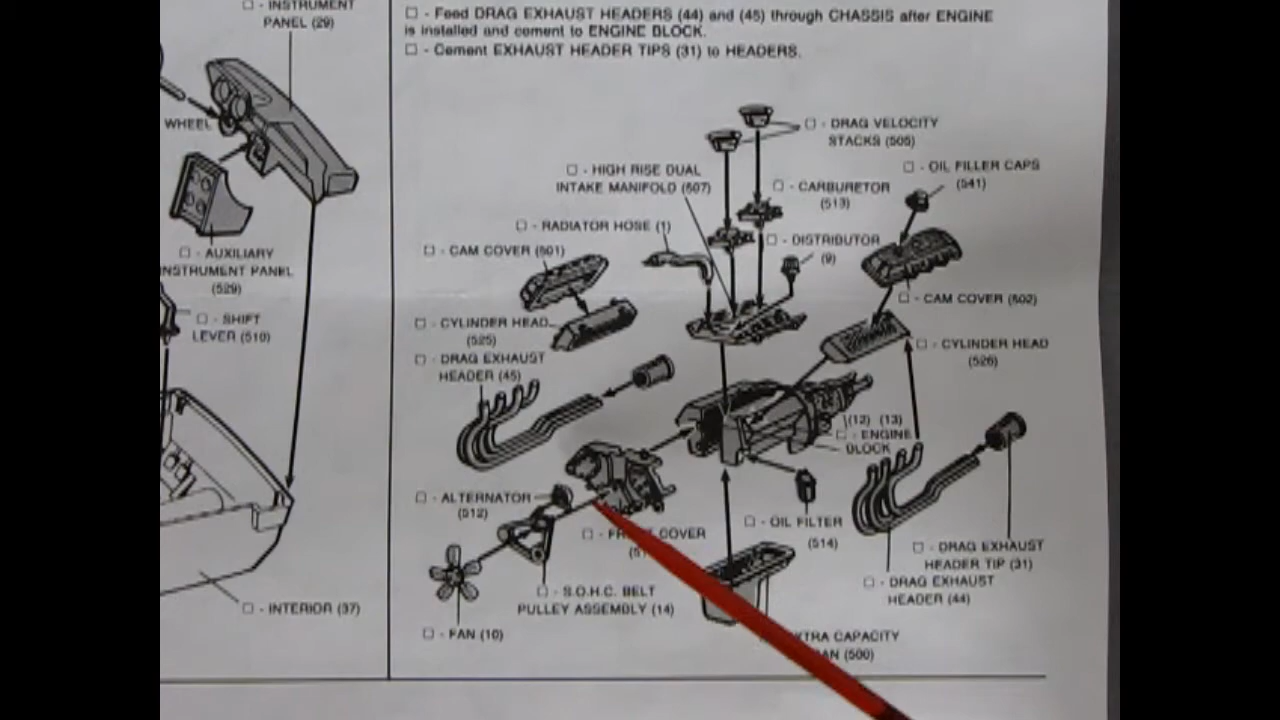 ☐ - INSTRUMENT
PANEL (29)
WHEEL
☐ - AUXILIARY
INSTRUMENT PANEL
(529)
☐ - SHIFT
LEVER (510)
☐ - INTERIOR (37)
☐ - Feed DRAG EXHAUST HEADERS (44) and (45) through CHASSIS after ENGINE
is installed and cement to ENGINE BLOCK.
☐ - Cement EXHAUST HEADER TIPS (31) to HEADERS.
☐ - DRAG VELOCITY
STACKS (505)
☐ - HIGH RISE DUAL
INTAKE MANIFOLD (507)
☐ - OIL FILLER CAPS
(541)
☐ - CARBURETOR
(513)
☐ - RADIATOR HOSE (1)
☐ - DISTRIBUTOR
(9)
☐ - CAM COVER (501)
☐ - CAM COVER (502)
☐ - CYLINDER HEAD
(525)
☐ - CYLINDER HEAD
(526)
☐ - DRAG EXHAUST
HEADER (45)
(12) (13)
☐ - ENGINE
BLOCK
☐ - ALTERNATOR
(512)
☐ - OIL FILTER
(514)
☐ - COVER
☐ - DRAG EXHAUST
HEADER TIP (31)
☐ - DRAG EXHAUST
HEADER (44)
☐ - S.O.H.C. BELT
PULLEY ASSEMBLY (14)
☐ - FAN (10)
CAPACITY
(500)